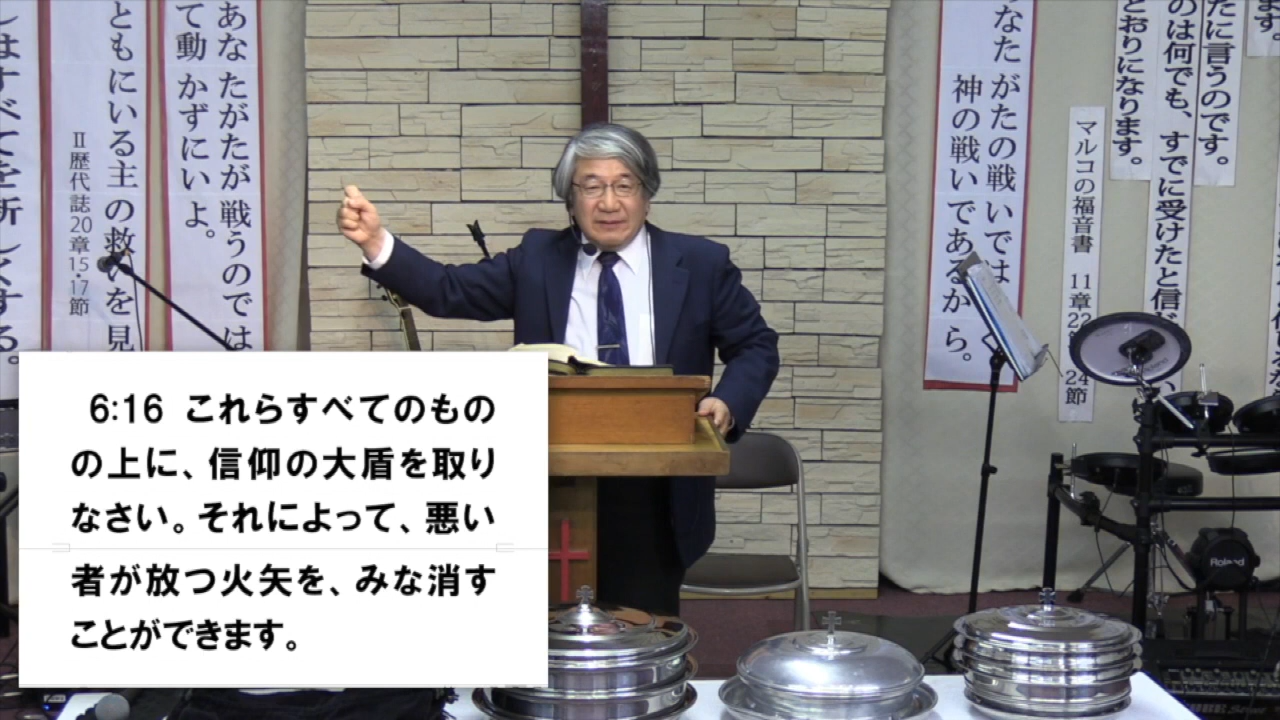 6:16 これらすべてのもの
の上に、信仰の大盾を取り
なさい。それによって、悪い
者が放つ火矢を、みな消す
ことができます。
あなたがたが戦うのでは
て動かずにいよ。
ともにいる主の救いを見
Ⅱ歴代誌20章15・17節
なたがたの戦いではな
神の戦いであるから。
たに言うのです。
のは何でも、すでに受けたと信じ
とおりになります。
マルコの福音書 11章22
24節
ます。
Roland